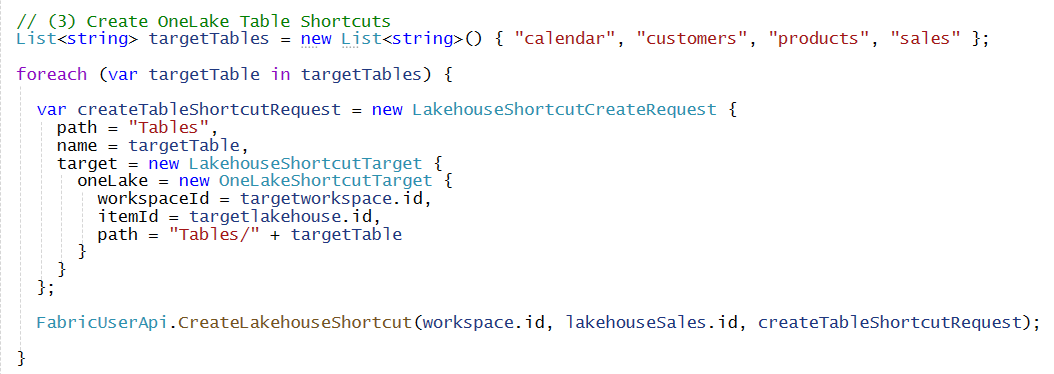 // (3) Create OneLake Table Shortcuts
List<string> targetTables = new List<string>() { "calendar", "customers", "products", "sales" };
foreach (var targetTable in targetTables) {
var createTableShortcutRequest = new LakehouseShortcutCreateRequest {
path = "Tables",
name = targetTable,
target = new LakehouseShortcutTarget {
oneLake = new OneLakeShortcutTarget {
workspaceId = targetworkspace.id,
itemId = targetlakehouse.id,
path = "Tables/" + targetTable
}
}
};
FabricUserApi.CreateLakehouseShortcut(workspace.id, lakehouseSales.id, createTableShortcutRequest);
}